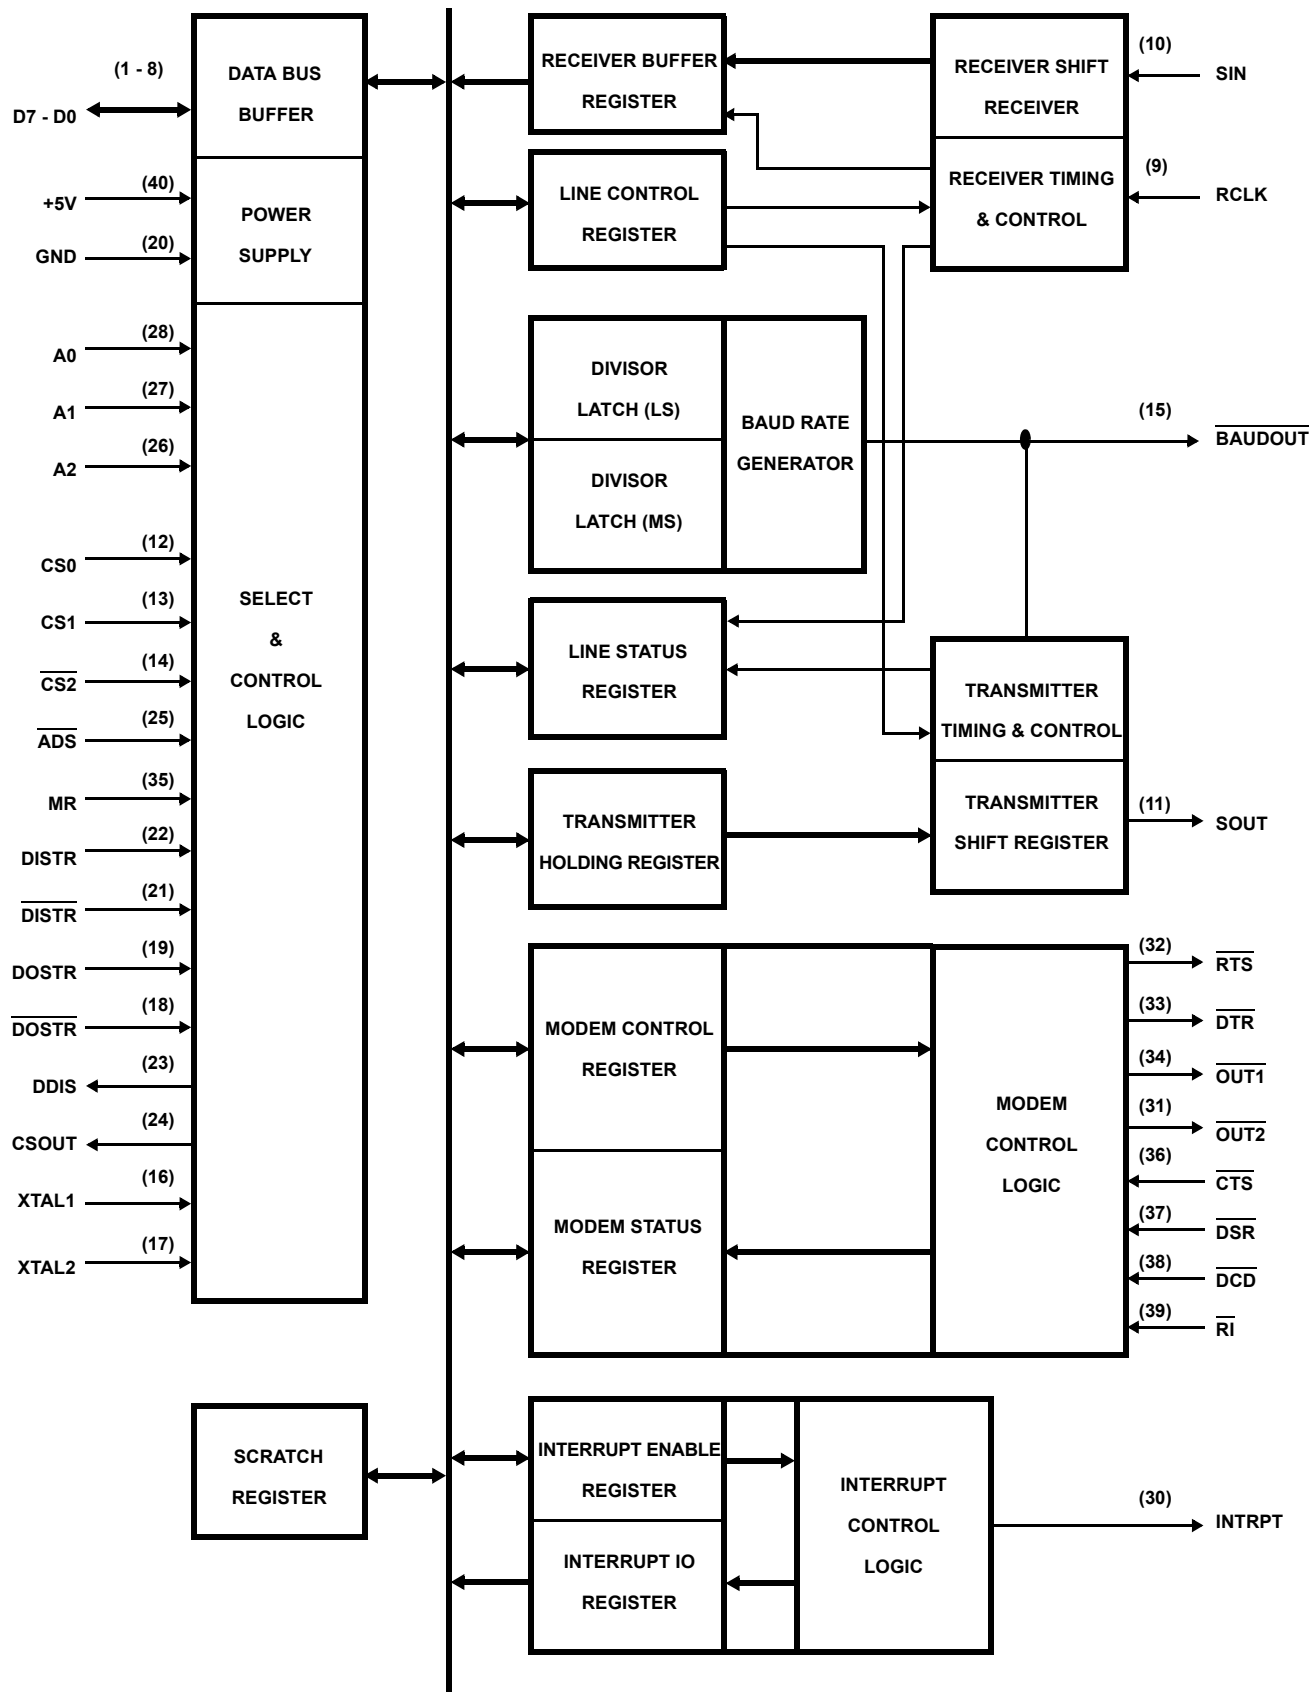 (1 - 8)
D7 - D0
(40)
+5V
(20)
GND
(28)
A0
(27)
A1
(26)
A2
(12)
CS0
(13)
CS1
(14)
CS2
(25)
ADS
(35)
MR
(22)
DISTR
(21)
DISTR
(19)
DOSTR
(18)
DOSTR
(23)
DDIS
(24)
CSOUT
(16)
XTAL1
(17)
XTAL2
DATA BUS
BUFFER
POWER
SUPPLY
SELECT
&
CONTROL
LOGIC
SCRATCH
REGISTER
RECEIVER BUFFER
REGISTER
LINE CONTROL
REGISTER
DIVISOR
LATCH (LS)
DIVISOR
LATCH (MS)
BAUD RATE
GENERATOR
LINE STATUS
REGISTER
TRANSMITTER
HOLDING REGISTER
MODEM CONTROL
REGISTER
MODEM STATUS
REGISTER
INTERRUPT ENABLE
REGISTER
INTERRUPT IO
REGISTER
INTERRUPT
CONTROL
LOGIC
RECEIVER SHIFT
RECEIVER
RECEIVER TIMING
& CONTROL
TRANSMITTER
TIMING & CONTROL
TRANSMITTER
SHIFT REGISTER
MODEM
CONTROL
LOGIC
(10)
SIN
(9)
RCLK
(15)
BAUDOUT
(11)
SOUT
(32)
RTS
(33)
DTR
(34)
OUT1
(31)
OUT2
(36)
CTS
(37)
DSR
(38)
DCD
(39)
RI
(30)
INTRPT